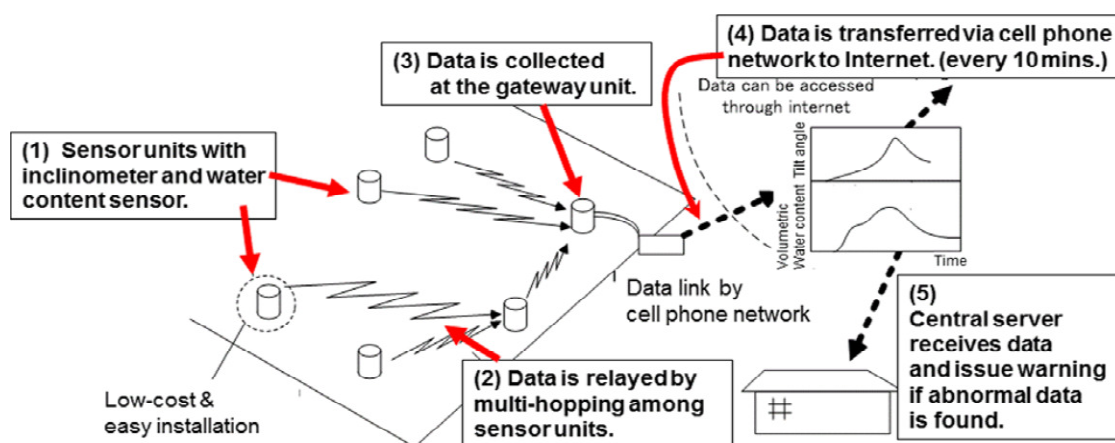 (1) Sensor units with
inclinometer and water
content sensor.
(3) Data is collected
at the gateway unit.
(4) Data is transferred via cell phone
network to Internet. (every 10 mins.)
Data can be accessed
through internet
Tilt angle
Volumetric
Water content
Time
Data link by
cell phone network
(2) Data is relayed by
multi-hopping among
sensor units.
Low-cost &
easy installation
(5)
Central server
receives data
and issue warning
if abnormal data
is found.